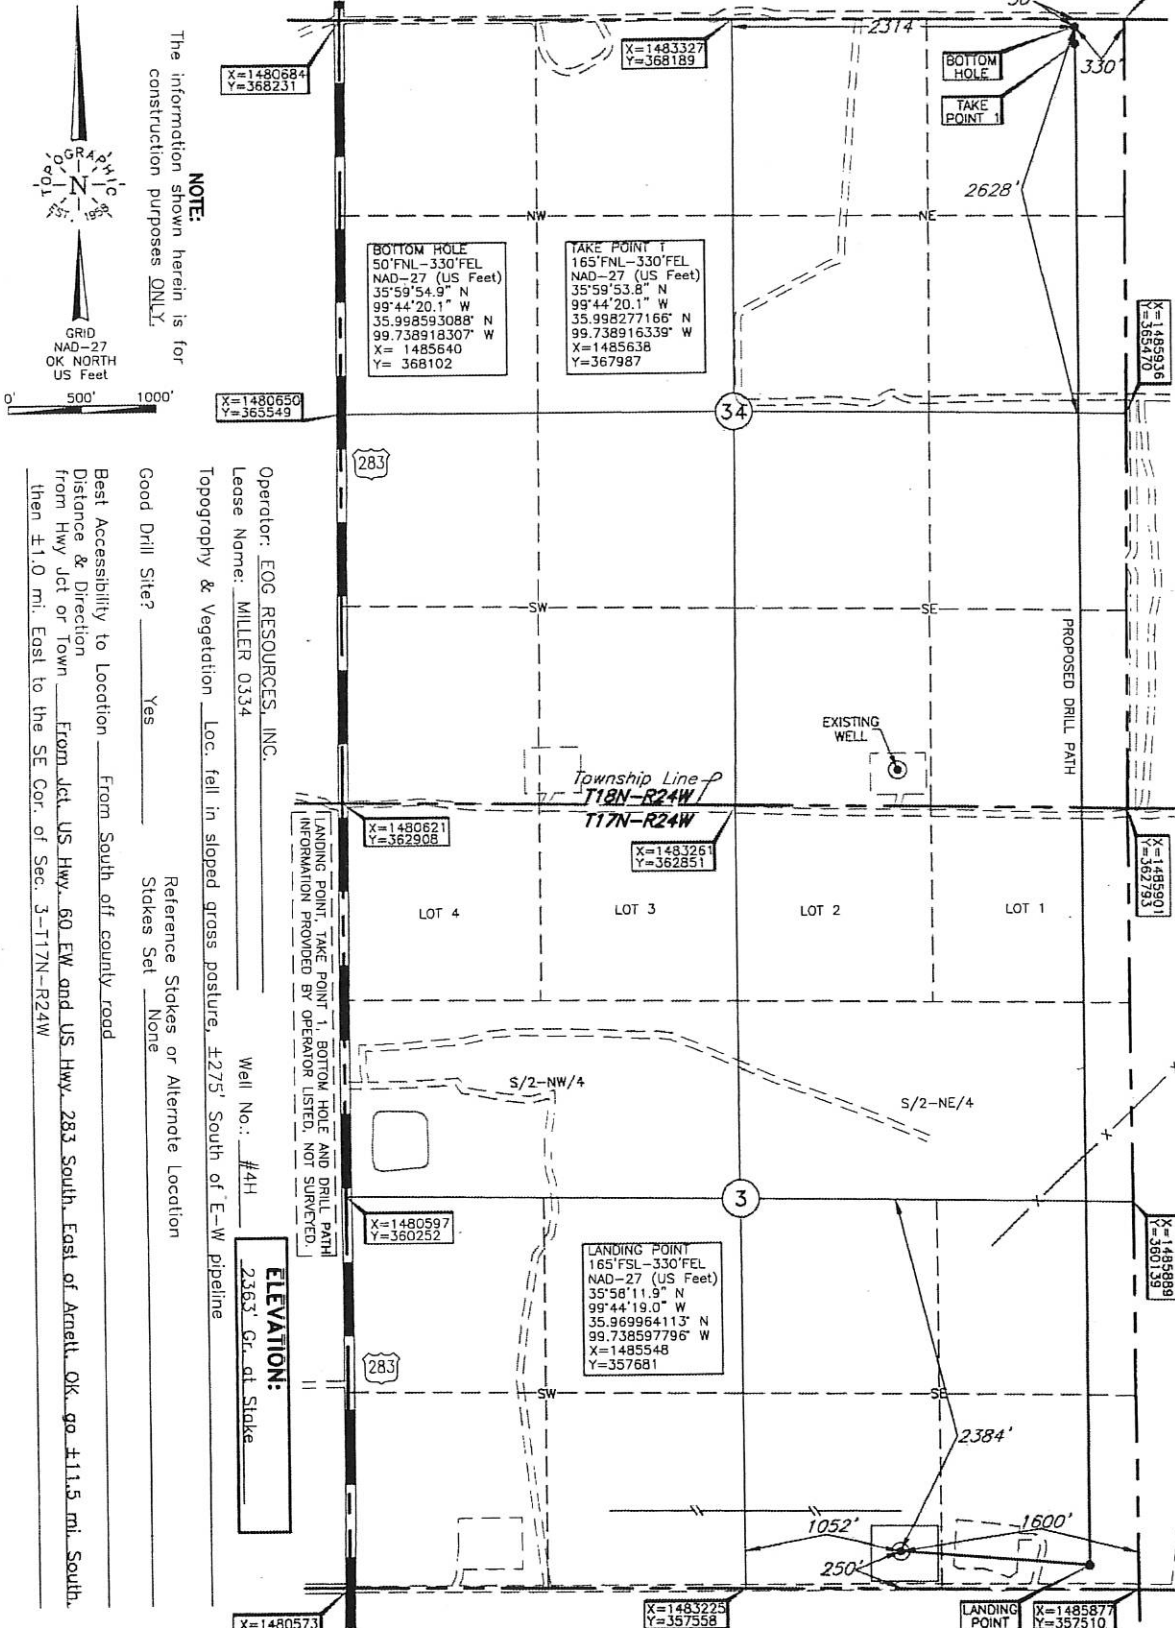 50'
2314'
330'
BOTTOM
HOLE
TAKE
POINT 1
2628'
X=1480684
Y=368231
X=1483327
Y=368189
NW
NE
BOTTOM HOLE
50'FNL-330'FEL
NAD-27 (US Feet)
35°59'54.9" N
99°44'20.1" W
35.998593088° N
99.738918307° W
X= 1485640
Y= 368102
TAKE POINT 1
165'FNL-330'FEL
NAD-27 (US Feet)
35°59'53.8" N
99°44'20.1" W
35.998277166° N
99.738916339° W
X=1485638
Y=367987
X=1485936
Y=365470
X=1480650
Y=365549
34
283
SW
SE
PROPOSED DRILL PATH
EXISTING
WELL
Township Line
T18N-R24W
T17N-R24W
X=1480621
Y=362908
X=1483261
Y=362851
X=1485901
Y=362793
LOT 4
LOT 3
LOT 2
LOT 1
S/2-NW/4
S/2-NE/4
3
X=1480597
Y=360252
X=1485889
Y=360139
LANDING POINT
165'FSL-330'FEL
NAD-27 (US Feet)
35°58'11.9" N
99°44'19.0" W
35.969964113° N
99.738597796° W
X=1485548
Y=357681
283
SW
SE
2384'
1052'
1600'
250'
X=1480573
X=1483225
Y=357558
LANDING
POINT
X=1485877
Y=357510
TOPOGRAPHIC
N
EST. 1958
GRID
NAD-27
OK NORTH
US Feet
0' 500' 1000'
NOTE:
The information shown herein is for
construction purposes ONLY.
LANDING POINT, TAKE POINT 1, BOTTOM HOLE AND DRILL PATH
INFORMATION PROVIDED BY OPERATOR LISTED, NOT SURVEYED.
Operator: EOG RESOURCES, INC.
Lease Name: MILLER 0334 Well No.: #4H
ELEVATION:
2363' Gr. at Stake
Topography & Vegetation Loc. fell in sloped grass pasture, ±275' South of E-W pipeline
Good Drill Site? Yes
Reference Stakes or Alternate Location
Stakes Set None
Best Accessibility to Location From South off county road
Distance & Direction
from Hwy Jct or Town From Jct. US Hwy. 60 EW and US Hwy. 283 South, East of Arnett, OK, go ±11.5 mi. South,
then ±1.0 mi. East to the SE Cor. of Sec. 3-T17N-R24W